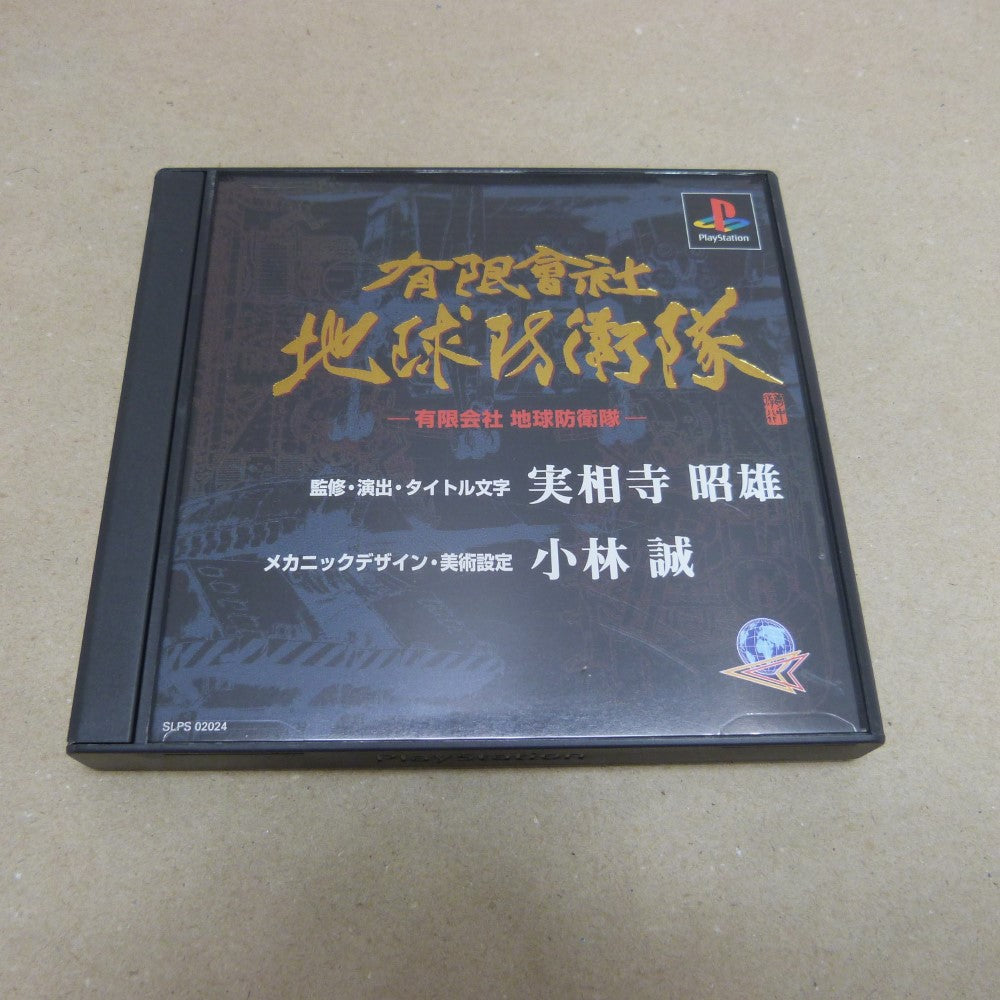 PlayStation
有限會社
地球防衛隊
─ 有限会社 地球防衛隊 ─
監修・演出・タイトル文字 実相寺 昭雄
メカニックデザイン・美術設定 小林 誠
SLPS 02024
PlayStation